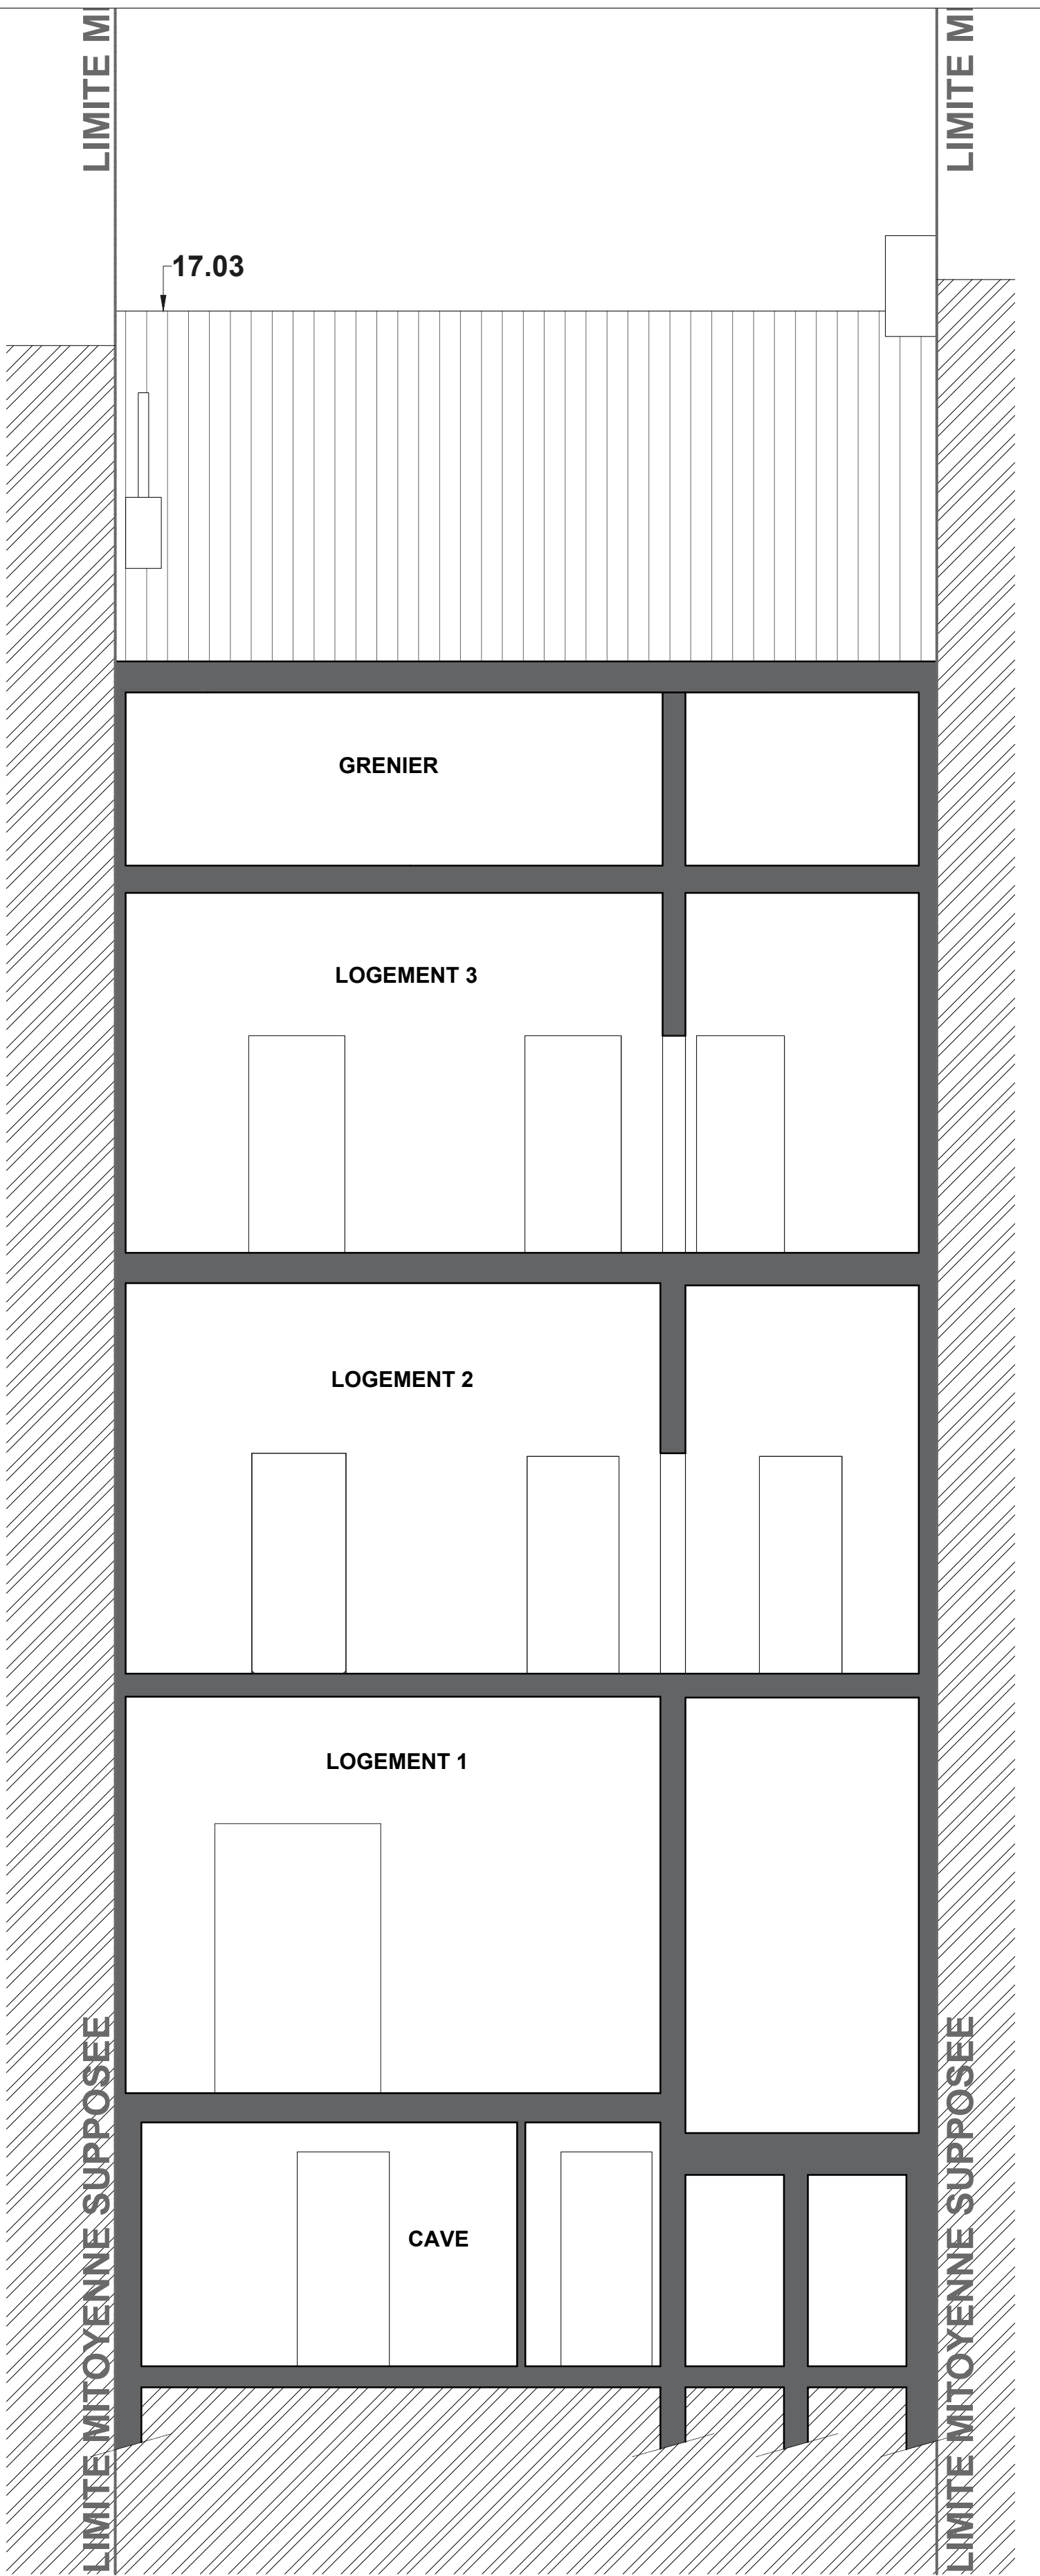 LIMITE MI
LIMITE MI
17.03
GRENIER
LOGEMENT 3
LOGEMENT 2
LOGEMENT 1
CAVE
LIMITE MITOYENNE SUPPOSEE
LIMITE MITOYENNE SUPPOSEE